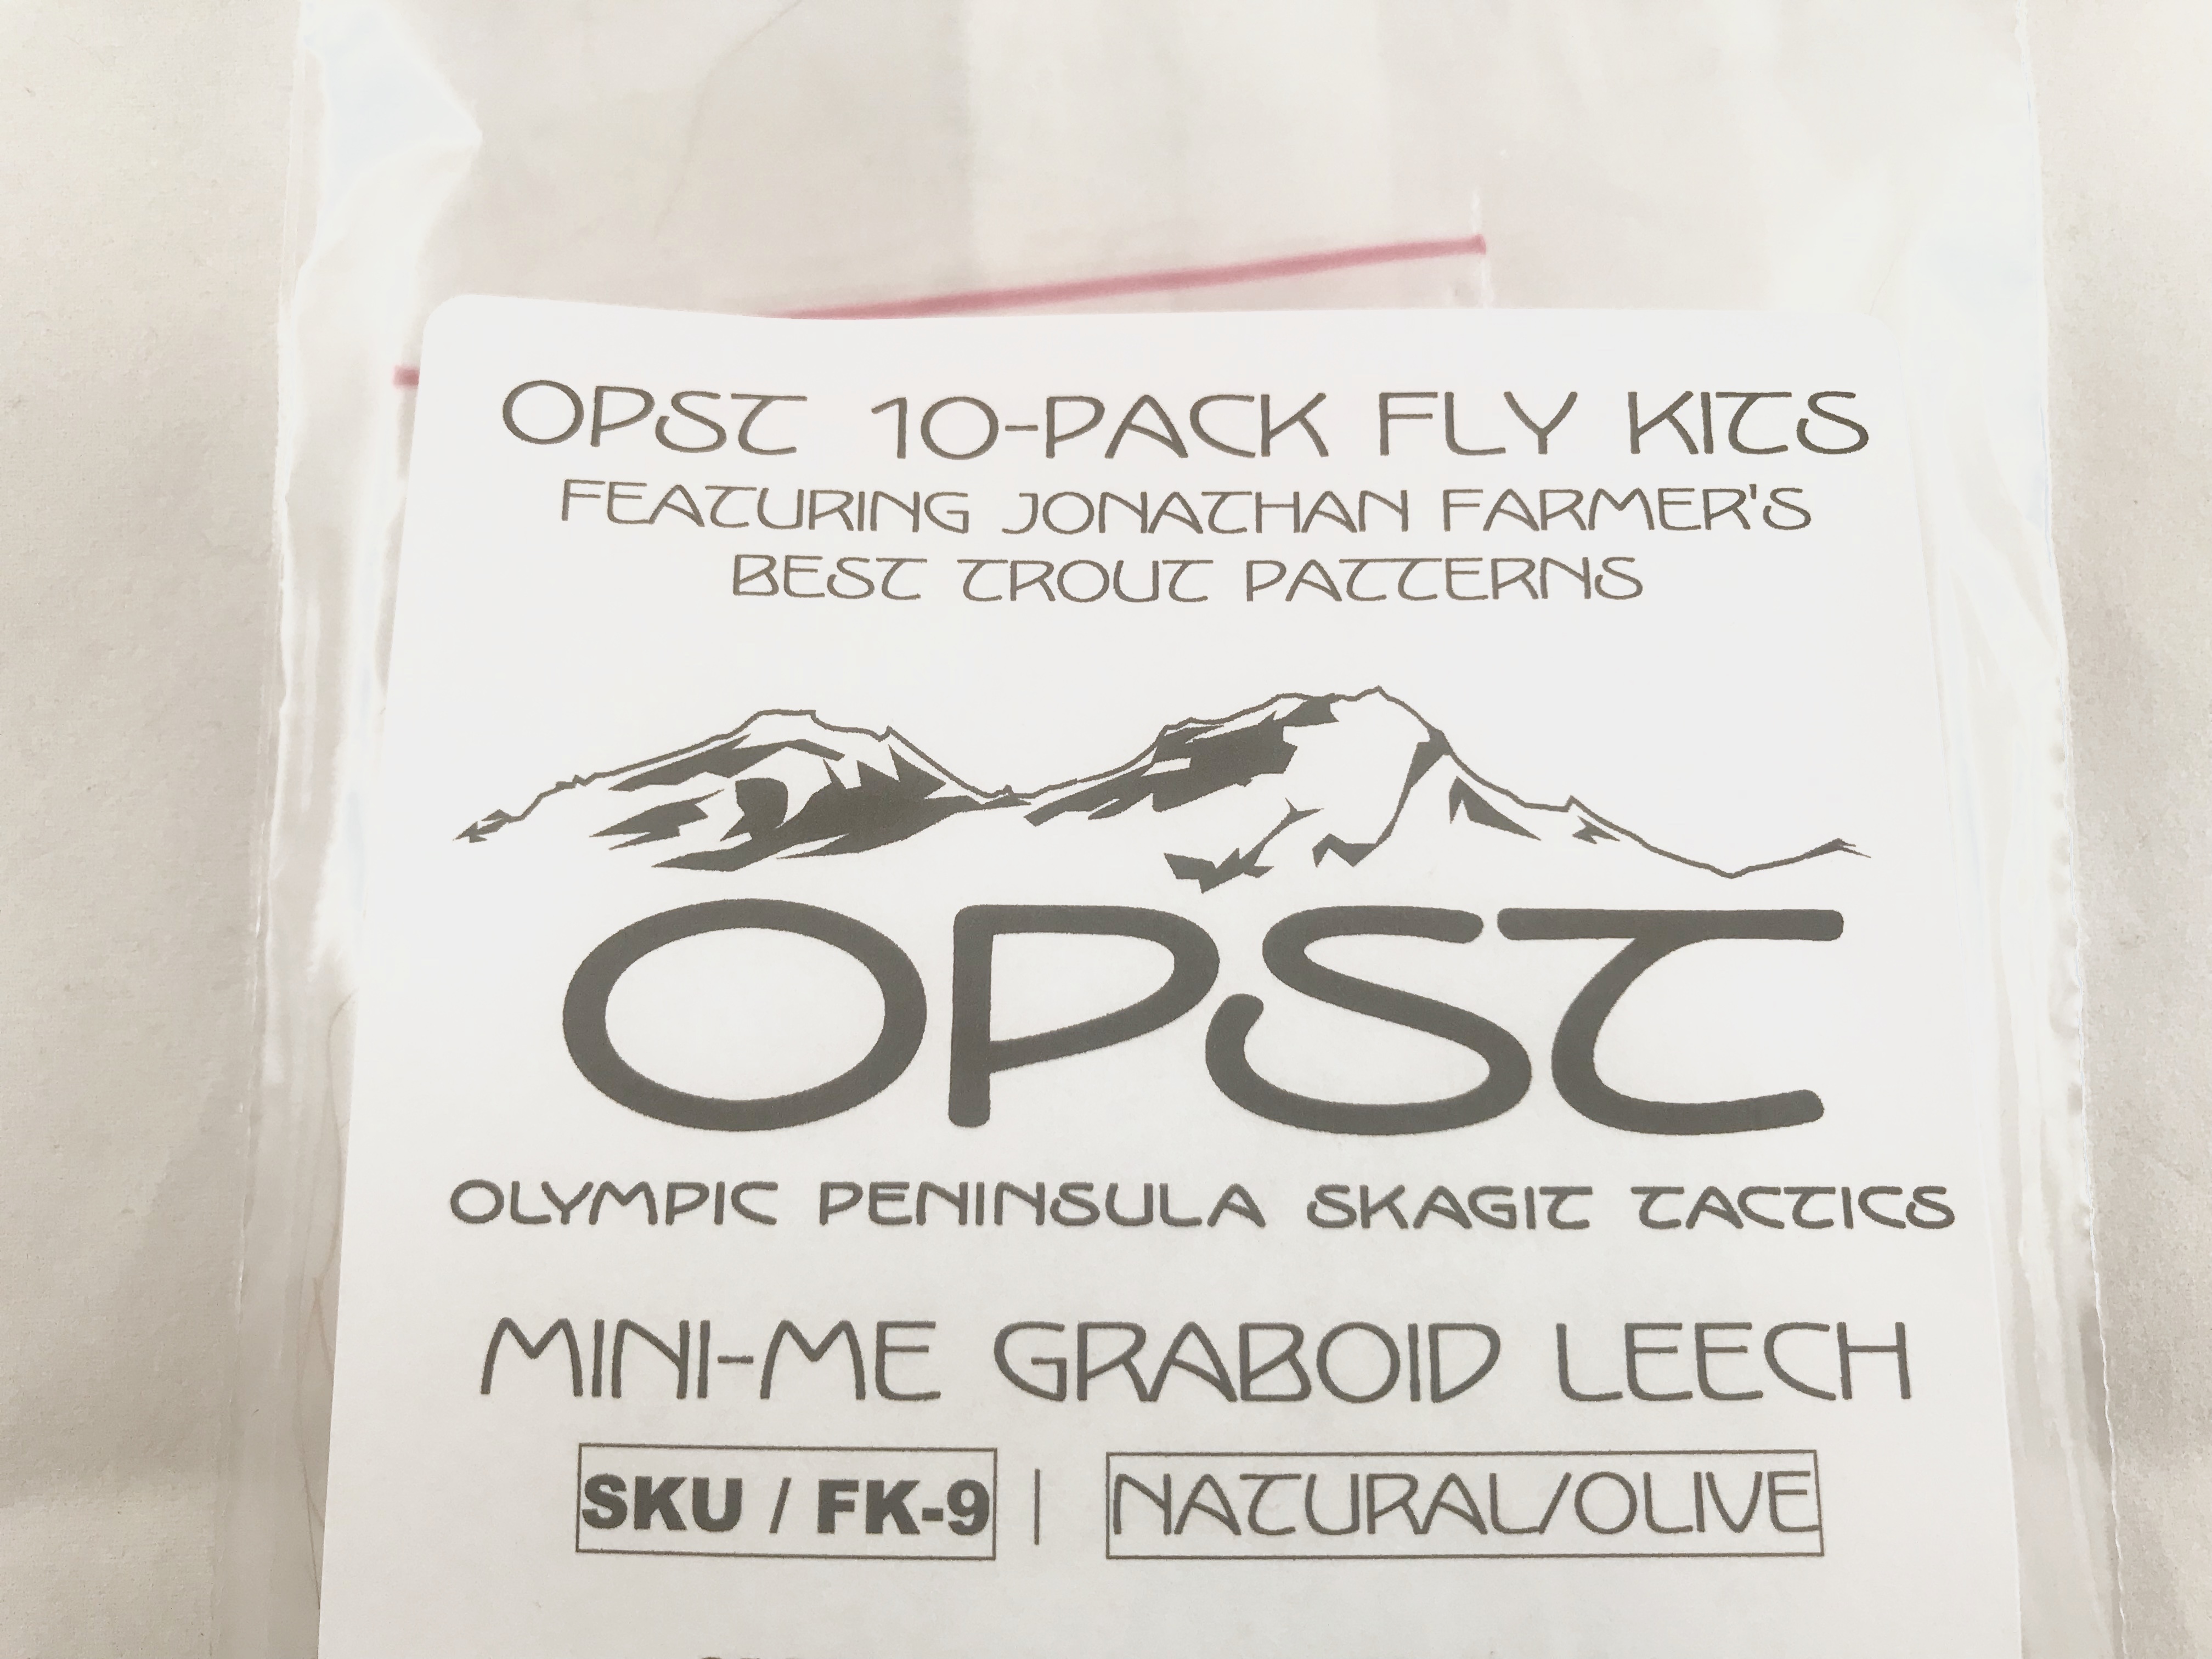 OPST 10-PACK FLY KITS
FEATURING JONATHAN FARMER'S
BEST TROUT PATTERNS
OPST
OLYMPIC PENINSULA SKAGIT TACTICS
MINI-ME GRABOID LEECH
SKU / FK-9 | NATURAL/OLIVE